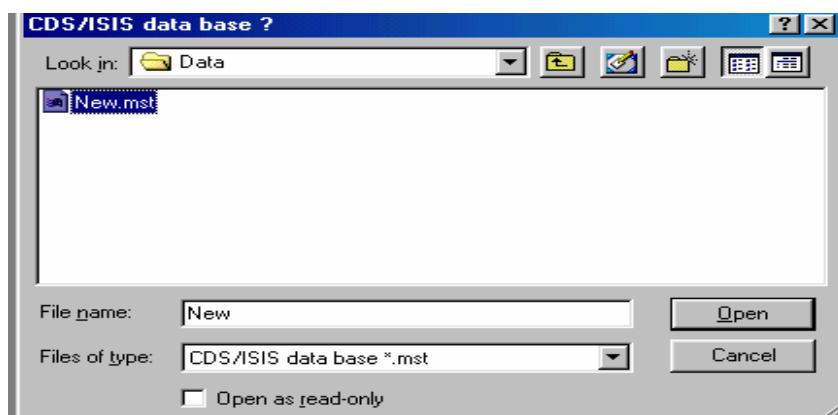 CDS/ISIS data base ?
Look in: Data
New.mst
File name: New Open
Files of type: CDS/ISIS data base *.mst Cancel
Open as read-only